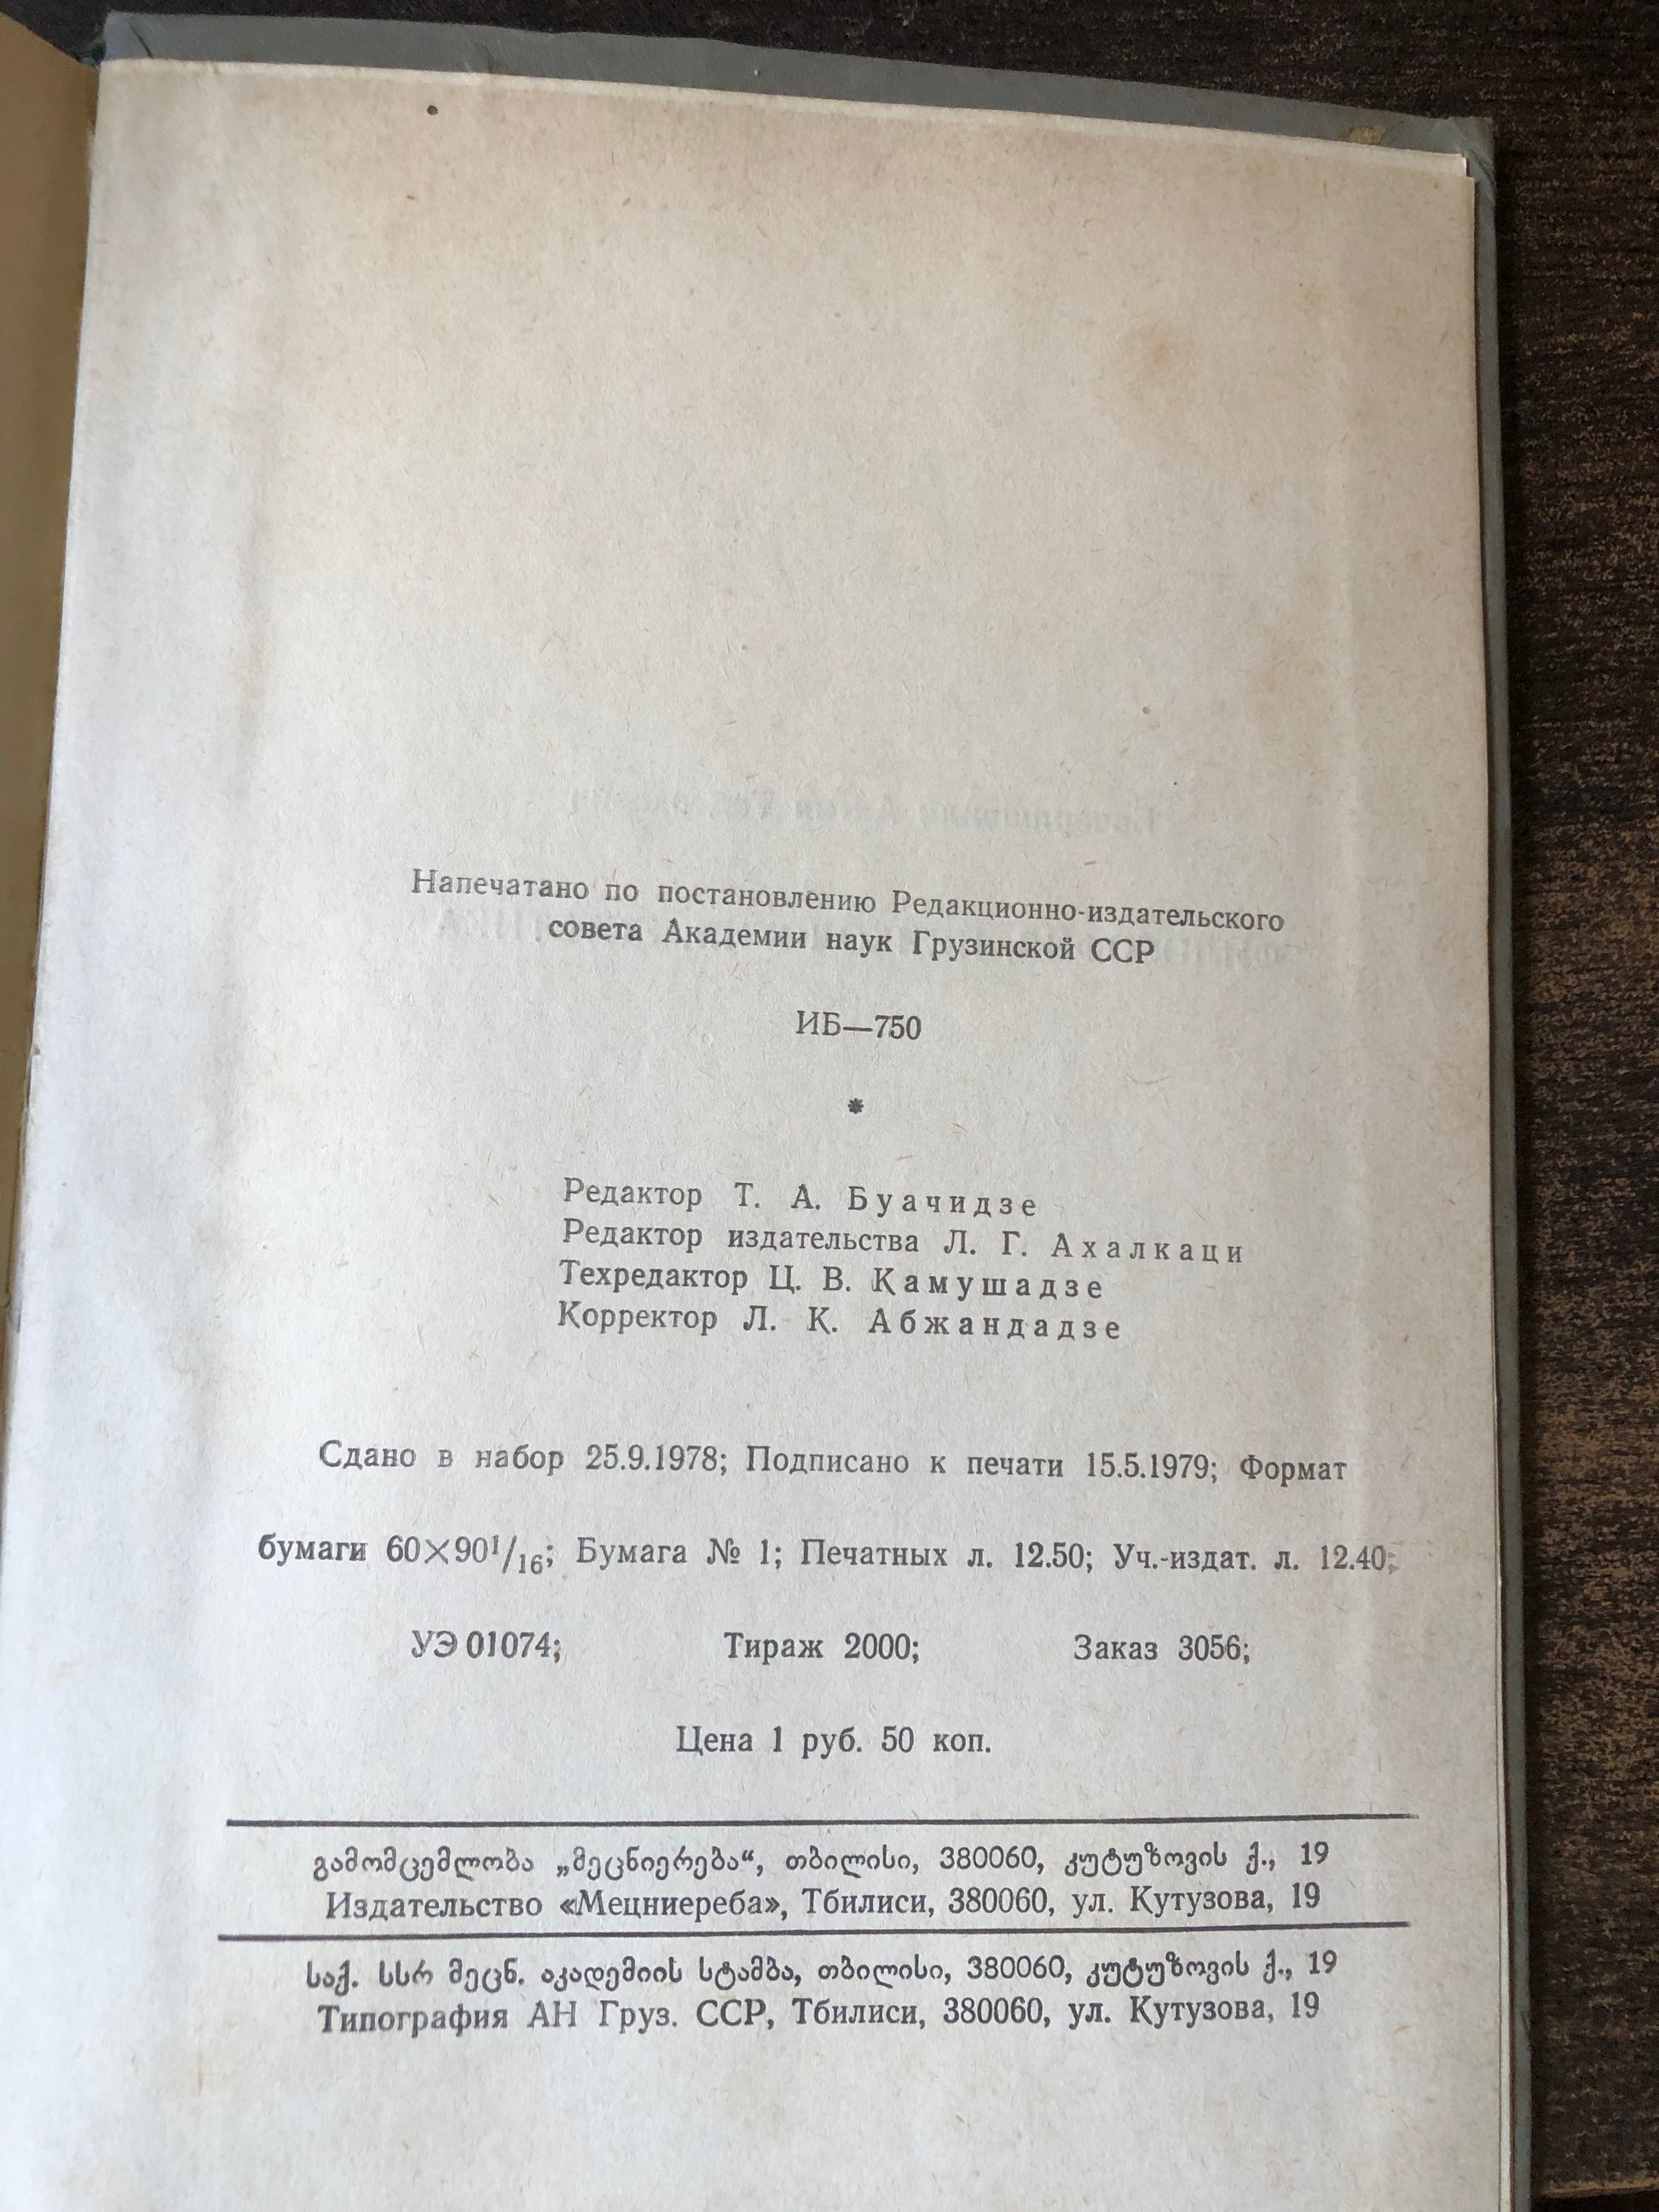 Напечатано по постановлению Редакционно-издательского
совета Академии наук Грузинской ССР
ИБ—750
*
Редактор Т. А. Буачидзе
Редактор издательства Л. Г. Ахалкаци
Техредактор Ц. В. Камушадзе
Корректор Л. К. Абжандадзе
Сдано в набор 25.9.1978; Подписано к печати 15.5.1979; Формат
бумаги 60×90¹/₁₆; Бумага № 1; Печатных л. 12.50; Уч.-издат. л. 12.40;
УЭ 01074; Тираж 2000; Заказ 3056;
Цена 1 руб. 50 коп.
გამომცემლობა „მეცნიერება“, თბილისი, 380060, კუტუზოვის ქ., 19
Издательство «Мецниереба», Тбилиси, 380060, ул. Кутузова, 19
საქ. სსრ მეცნ. აკადემიის სტამბა, თბილისი, 380060, კუტუზოვის ქ., 19
Типография АН Груз. ССР, Тбилиси, 380060, ул. Кутузова, 19